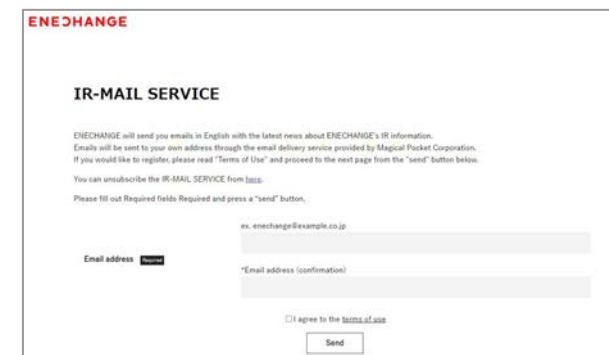 ENECHANGE
IR-MAIL SERVICE
ENECHANGE will send you emails in English with the latest news about ENECHANGE's IR information.
Emails will be sent to your own address through the email delivery service provided by Magical Pocket Corporation.
If you would like to register, please read "Terms of Use" and proceed to the next page from the "send" button below.
You can unsubscribe the IR-MAIL SERVICE from here.
Please fill out Required fields Required and press a "send" button.
ex. enechange@example.co.jp
Email address Required
*Email address (confirmation)
I agree to the terms of use
Send